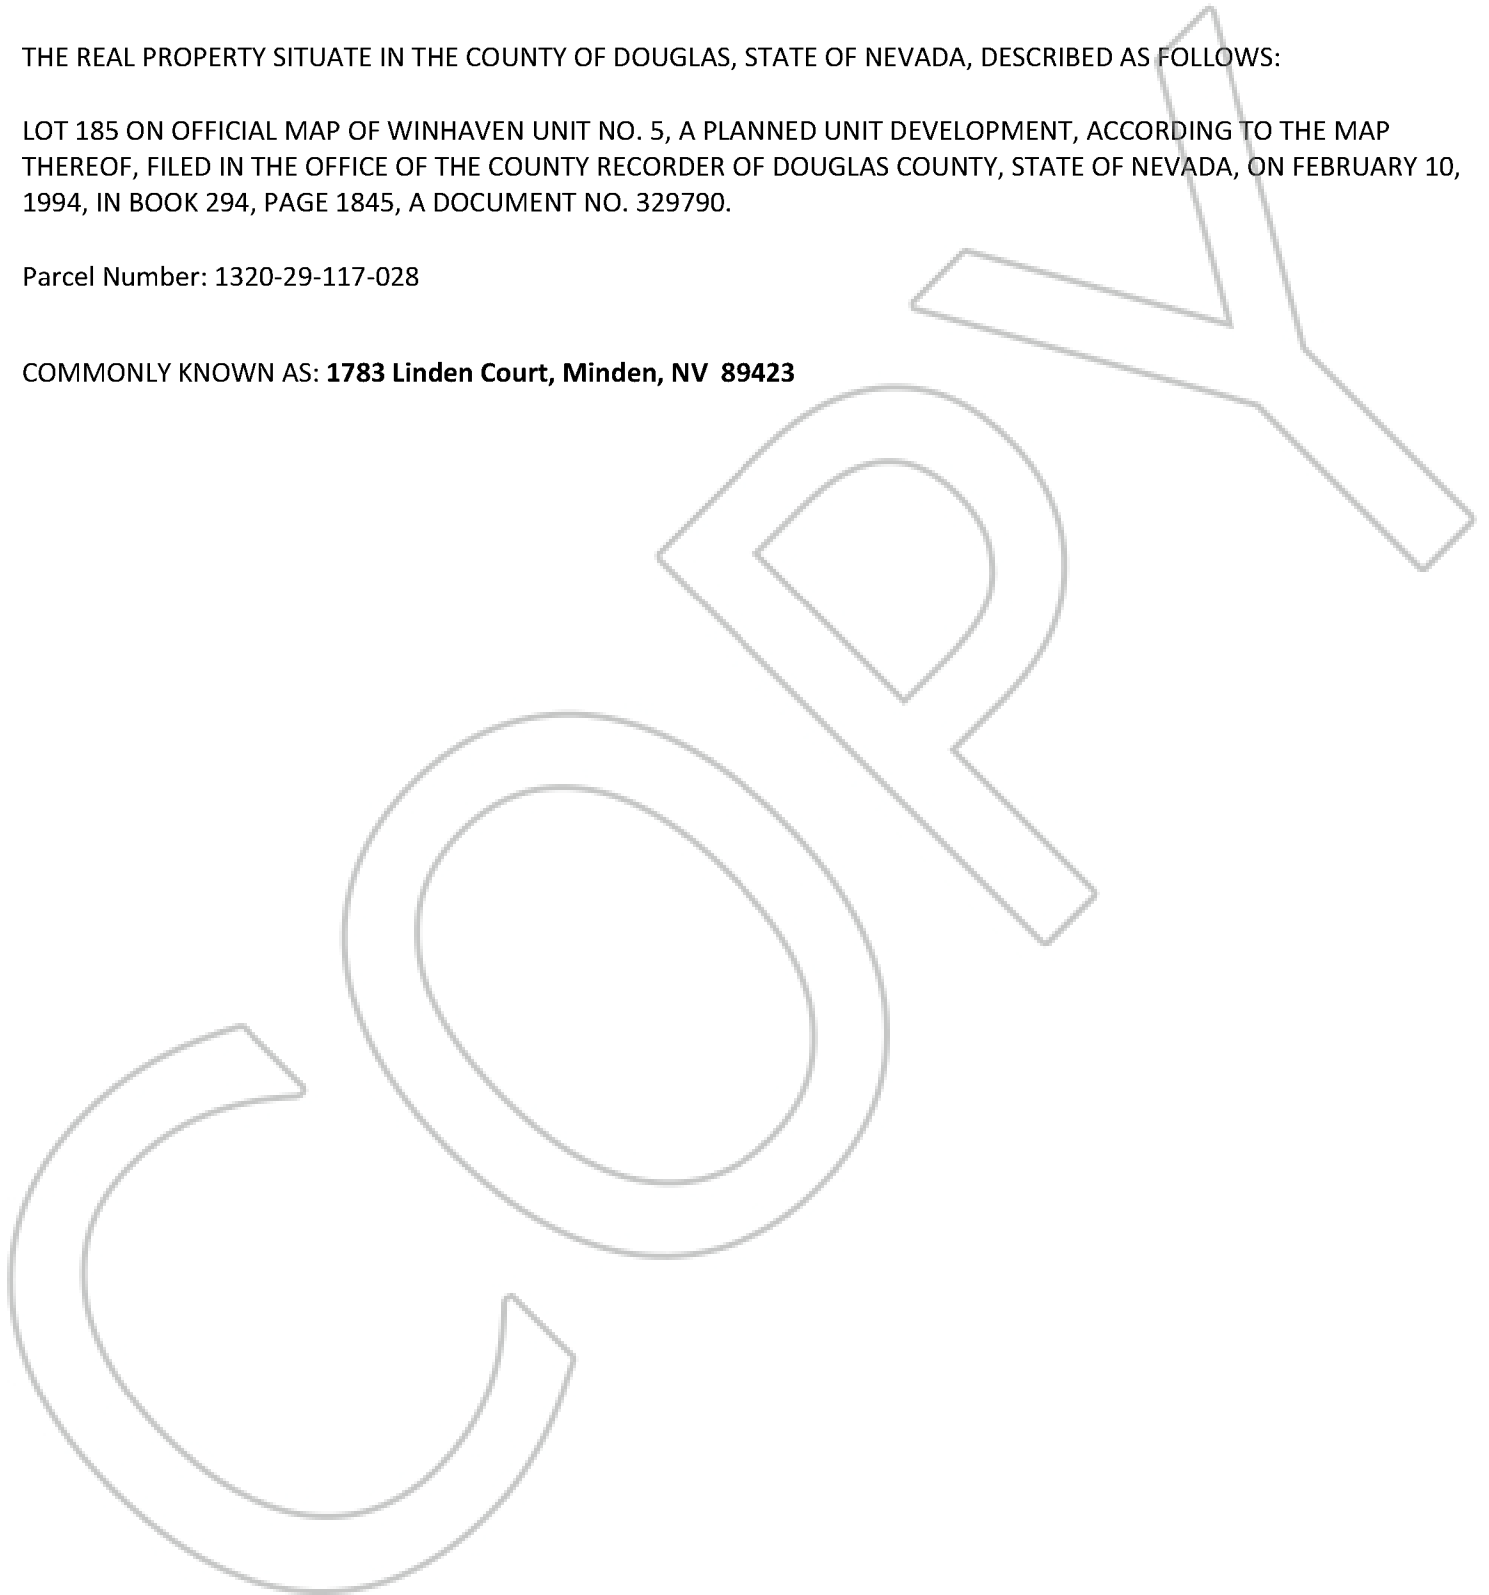 THE REAL PROPERTY SITUATE IN THE COUNTY OF DOUGLAS, STATE OF NEVADA, DESCRIBED AS FOLLOWS:
LOT 185 ON OFFICIAL MAP OF WINHAVEN UNIT NO. 5, A PLANNED UNIT DEVELOPMENT, ACCORDING TO THE MAP
THEREOF, FILED IN THE OFFICE OF THE COUNTY RECORDER OF DOUGLAS COUNTY, STATE OF NEVADA, ON FEBRUARY 10,
1994, IN BOOK 294, PAGE 1845, A DOCUMENT NO. 329790.
Parcel Number: 1320-29-117-028
COMMONLY KNOWN AS: 1783 Linden Court, Minden, NV  89423
COPY